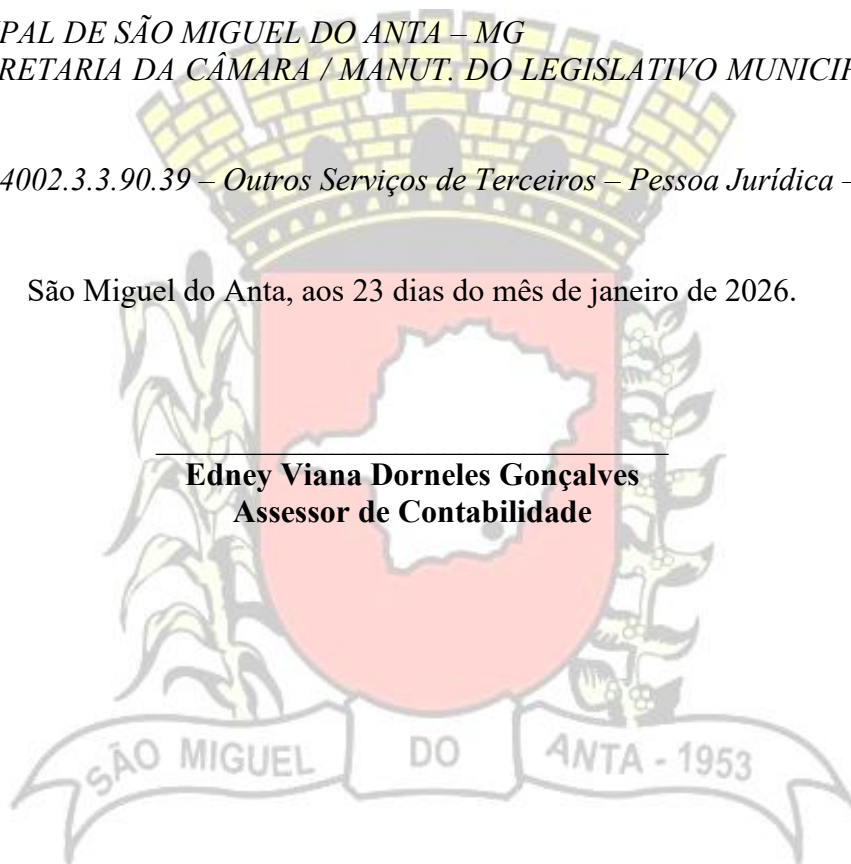 PAL DE SÃO MIGUEL DO ANTA – MG
RETARIA DA CÂMARA / MANUT. DO LEGISLATIVO MUNICIP
4002.3.3.90.39 – Outros Serviços de Terceiros – Pessoa Jurídica –
São Miguel do Anta, aos 23 dias do mês de janeiro de 2026.
Edney Viana Dorneles Gonçalves
Assessor de Contabilidade
SÃO MIGUEL DO ANTA - 1953